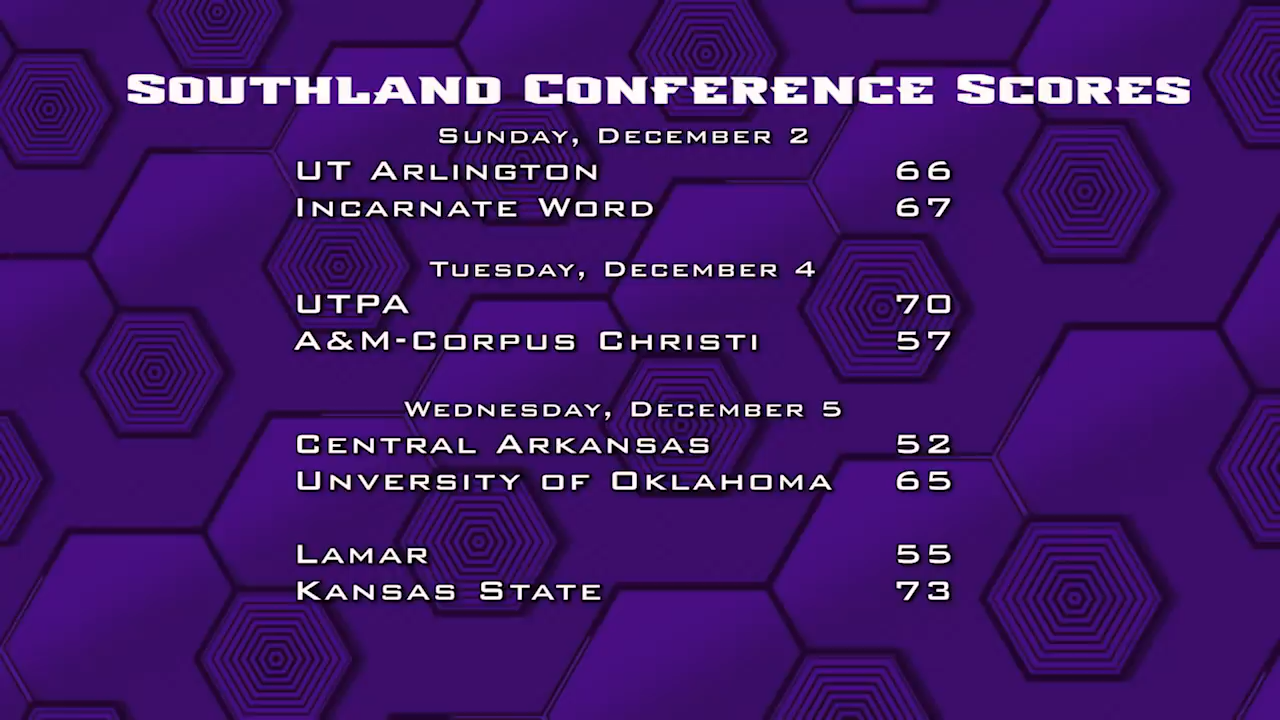 Southland Conference Scores
Sunday, December 2
UT Arlington 66
Incarnate Word 67
Tuesday, December 4
UTPA 70
A&M-Corpus Christi 57
Wednesday, December 5
Central Arkansas 52
Unversity of Oklahoma 65
Lamar 55
Kansas State 73